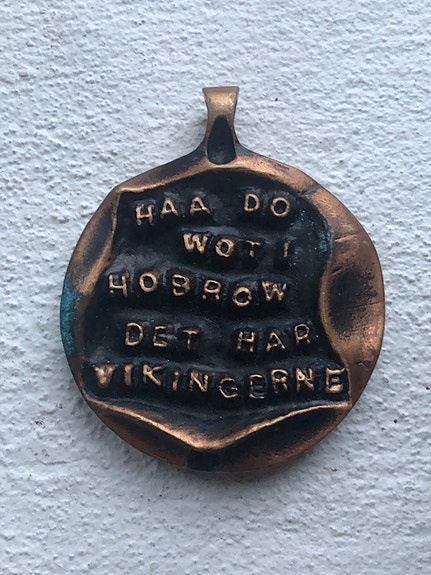 HAA DO
WOT I
HOBROW
DET HAR
VIKINGERNE